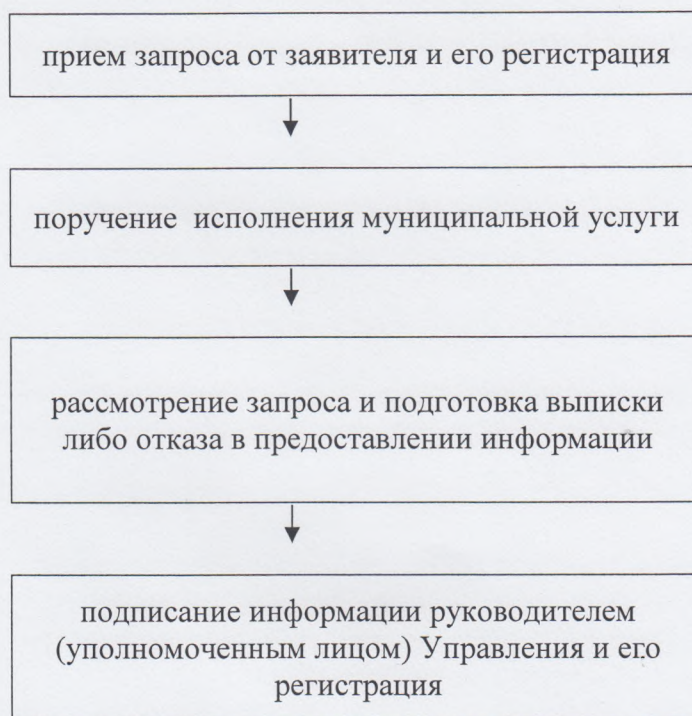 прием запроса от заявителя и его регистрация
поручение исполнения муниципальной услуги
рассмотрение запроса и подготовка выписки
либо отказа в предоставлении информации
подписание информации руководителем
(уполномоченным лицом) Управления и его
регистрация